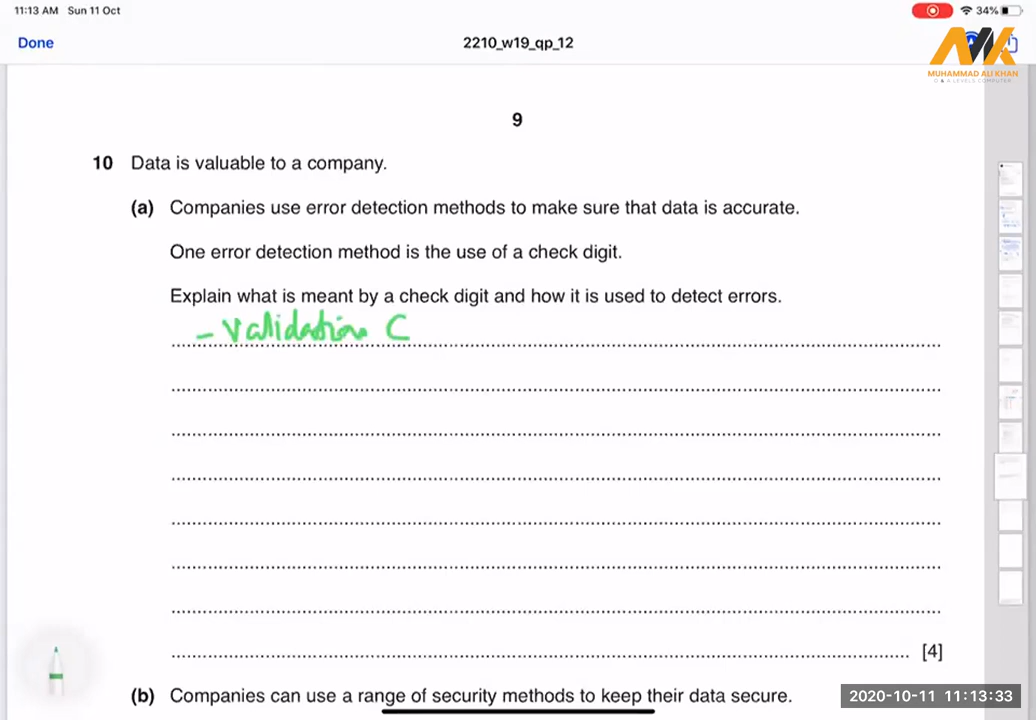 11:13 AM Sun 11 Oct
34%
Done
2210_w19_qp_12
MUHAMMAD ALI KHAN
O & A LEVELS COMPUTER
9
10 Data is valuable to a company.
(a) Companies use error detection methods to make sure that data is accurate.
One error detection method is the use of a check digit.
Explain what is meant by a check digit and how it is used to detect errors.
- Validation C
[4]
(b) Companies can use a range of security methods to keep their data secure.
2020-10-11 11:13:33